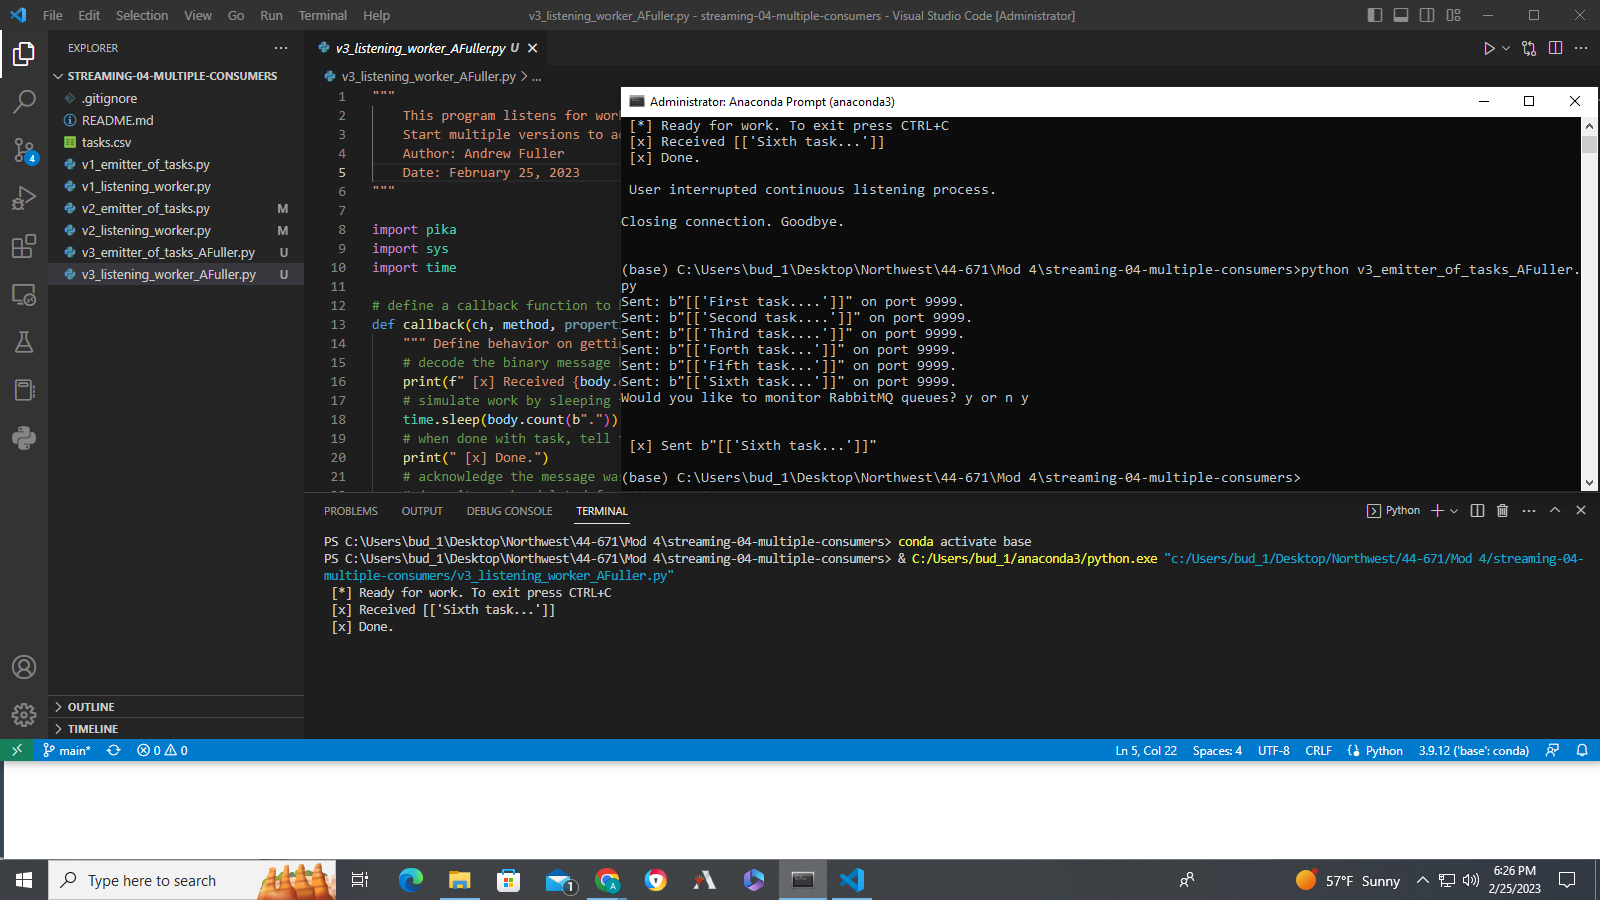 File Edit Selection View Go Run Terminal Help
v3_listening_worker_AFuller.py - streaming-04-multiple-consumers - Visual Studio Code [Administrator]
EXPLORER
STREAMING-04-MULTIPLE-CONSUMERS
.gitignore
README.md
tasks.csv
v1_emitter_of_tasks.py
v1_listening_worker.py
v2_emitter_of_tasks.py M
v2_listening_worker.py M
v3_emitter_of_tasks_AFuller.py U
v3_listening_worker_AFuller.py U
4
OUTLINE
TIMELINE
v3_listening_worker_AFuller.py U
v3_listening_worker_AFuller.py > ...
1 """
2 This program listens for wor
3 Start multiple versions to a
4 Author: Andrew Fuller
5 Date: February 25, 2023
6 """
7
8 import pika
9 import sys
10 import time
11
12 # define a callback function to
13 def callback(ch, method, propert
14 """ Define behavior on gettin
15 # decode the binary message
16 print(f" [x] Received {body.
17 # simulate work by sleeping
18 time.sleep(body.count(b"."))
19 # when done with task, tell
20 print(" [x] Done.")
21 # acknowledge the message was
Administrator: Anaconda Prompt (anaconda3)
[*] Ready for work. To exit press CTRL+C
[x] Received [['Sixth task...']]
[x] Done.
User interrupted continuous listening process.
Closing connection. Goodbye.
(base) C:\Users\bud_1\Desktop\Northwest\44-671\Mod 4\streaming-04-multiple-consumers>python v3_emitter_of_tasks_AFuller.
py
Sent: b"[['First task....']]" on port 9999.
Sent: b"[['Second task....']]" on port 9999.
Sent: b"[['Third task....']]" on port 9999.
Sent: b"[['Forth task...']]" on port 9999.
Sent: b"[['Fifth task...']]" on port 9999.
Sent: b"[['Sixth task...']]" on port 9999.
Would you like to monitor RabbitMQ queues? y or n y
[x] Sent b"[['Sixth task...']]"
(base) C:\Users\bud_1\Desktop\Northwest\44-671\Mod 4\streaming-04-multiple-consumers>
PROBLEMS OUTPUT DEBUG CONSOLE TERMINAL
Python
PS C:\Users\bud_1\Desktop\Northwest\44-671\Mod 4\streaming-04-multiple-consumers> conda activate base
PS C:\Users\bud_1\Desktop\Northwest\44-671\Mod 4\streaming-04-multiple-consumers> & C:/Users/bud_1/anaconda3/python.exe "c:/Users/bud_1/Desktop/Northwest/44-671/Mod 4/streaming-04-
multiple-consumers/v3_listening_worker_AFuller.py"
[*] Ready for work. To exit press CTRL+C
[x] Received [['Sixth task...']]
[x] Done.
main* 0 0
Ln 5, Col 22 Spaces: 4 UTF-8 CRLF Python 3.9.12 ('base': conda)
Type here to search
1
A
57°F Sunny
6:26 PM
2/25/2023